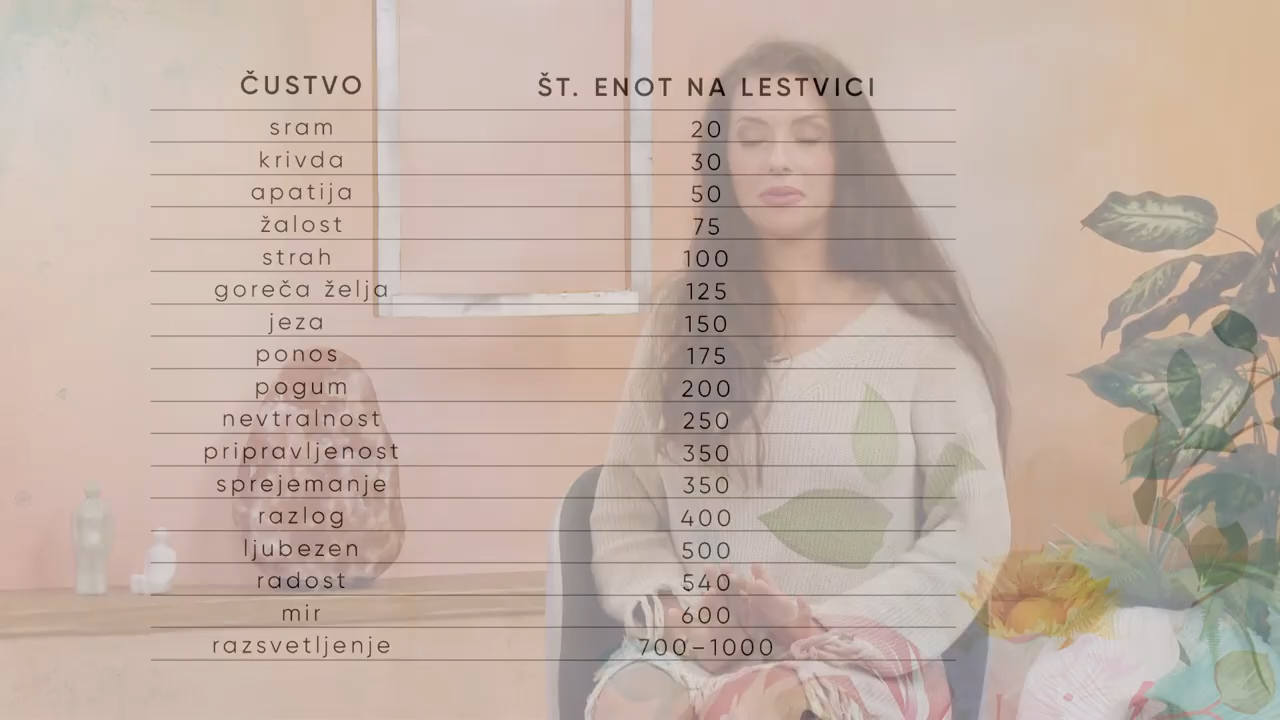 ČUSTVO ŠT. ENOT NA LESTVICI
sram 20
krivda 30
apatija 50
žalost 75
strah 100
goreča želja 125
jeza 150
ponos 175
pogum 200
nevtralnost 250
pripravljenost 350
sprejemanje 350
razlog 400
ljubezen 500
radost 540
mir 600
razsvetljenje 700–1000